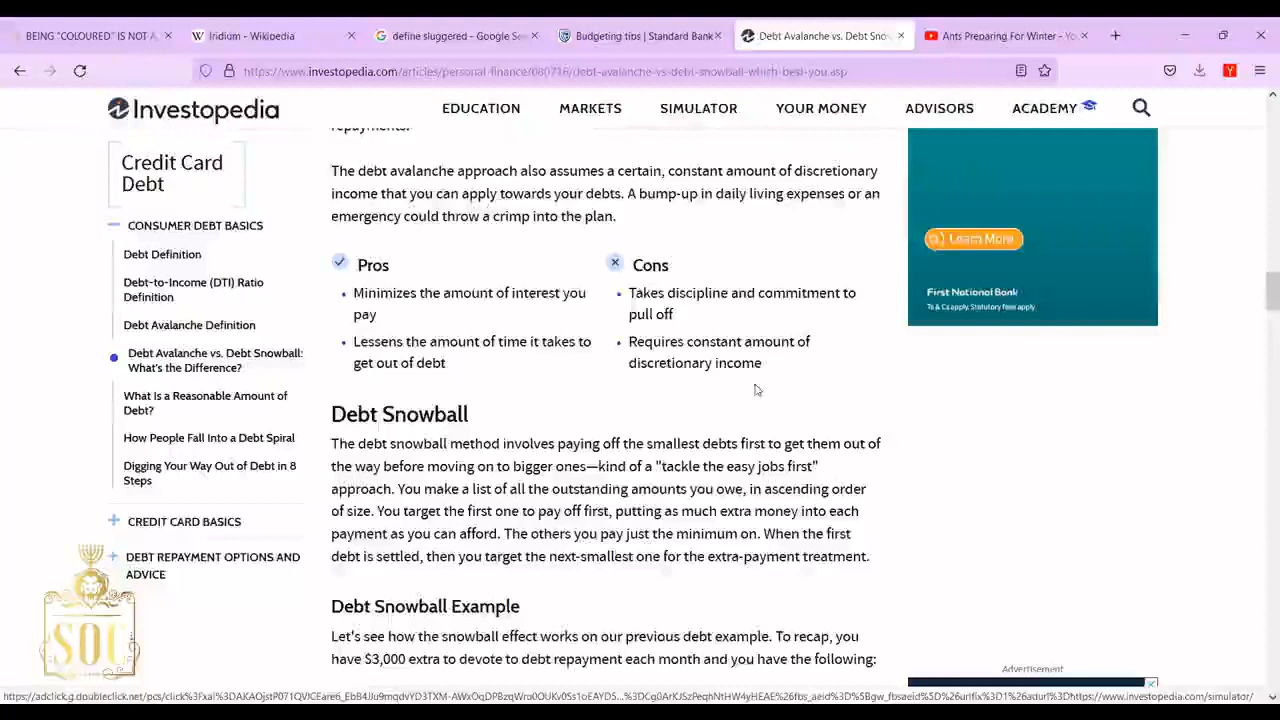 BEING "COLOURED" IS NOT A
Iridium - Wikipedia
define sluggered - Google Se
Budgeting tips | Standard Bank
Debt Avalanche vs. Debt Sno
Ants Preparing For Winter - Yo
https://www.investopedia.com/articles/personal-finance/080716/debt-avalanche-vs-debt-snowball-which-best-you.asp
Investopedia
EDUCATION
MARKETS
SIMULATOR
YOUR MONEY
ADVISORS
ACADEMY
Credit Card
Debt
CONSUMER DEBT BASICS
Debt Definition
Debt-to-Income (DTI) Ratio
Definition
Debt Avalanche Definition
Debt Avalanche vs. Debt Snowball:
What's the Difference?
What Is a Reasonable Amount of
Debt?
How People Fall Into a Debt Spiral
Digging Your Way Out of Debt in 8
Steps
CREDIT CARD BASICS
DEBT REPAYMENT OPTIONS AND
ADVICE
SOC
repayments.
The debt avalanche approach also assumes a certain, constant amount of discretionary
income that you can apply towards your debts. A bump-up in daily living expenses or an
emergency could throw a crimp into the plan.
Pros
Minimizes the amount of interest you
pay
Lessens the amount of time it takes to
get out of debt
Cons
Takes discipline and commitment to
pull off
Requires constant amount of
discretionary income
Debt Snowball
The debt snowball method involves paying off the smallest debts first to get them out of
the way before moving on to bigger ones—kind of a "tackle the easy jobs first"
approach. You make a list of all the outstanding amounts you owe, in ascending order
of size. You target the first one to pay off first, putting as much extra money into each
payment as you can afford. The others you pay just the minimum on. When the first
debt is settled, then you target the next-smallest one for the extra-payment treatment.
Debt Snowball Example
Let's see how the snowball effect works on our previous debt example. To recap, you
have $3,000 extra to devote to debt repayment each month and you have the following:
Learn More
First National Bank
Ts & Cs apply. Statutory fees apply
Advertisement